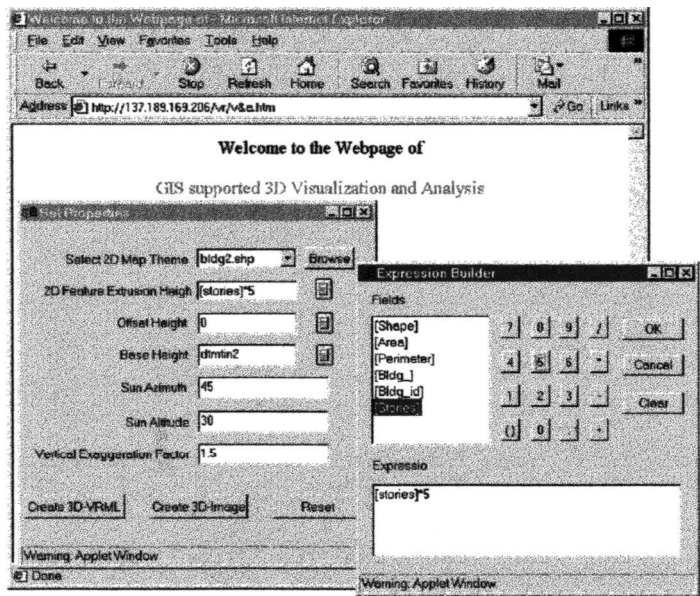 Welcome to the Webpage of - Microsoft Internet Explorer
File Edit View Favorites Tools Help
Back Forward Stop Refresh Home Search Favorites History Mail »
Address http://137.189.169.206/vr/v&a.htm Go Links »
Welcome to the Webpage of
GIS supported 3D Visualization and Analysis
Set Properties
Select 2D Map Theme bldg2.shp Browse
2D Feature Extrusion Heigh [stories]*5
Offset Height 0
Base Height dtmtin2
Sun Azimuth 45
Sun Altitude 30
Vertical Exaggeration Factor 1.5
Create 3D-VRML Create 3D-Image Reset
Warning: Applet Window
Done
Expression Builder
Fields
[Shape]
[Area]
[Perimeter]
[Bldg_]
[Bldg_id]
[Stories]
7 8 9 / OK
4 5 6 * Cancel
1 2 3 - Clear
() 0 . +
Expressio
[stories]*5
Warning: Applet Window